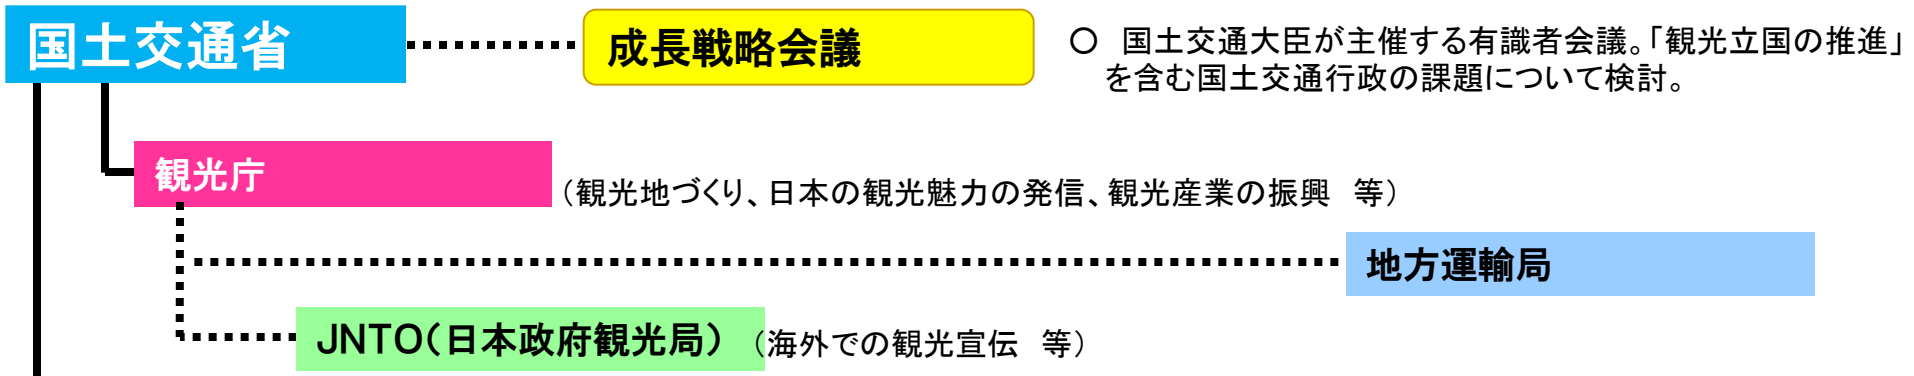 国土交通省
成長戦略会議
○ 国土交通大臣が主催する有識者会議。「観光立国の推進」
を含む国土交通行政の課題について検討。
観光庁
（観光地づくり、日本の観光魅力の発信、観光産業の振興 等）
地方運輸局
JNTO(日本政府観光局)
（海外での観光宣伝 等）